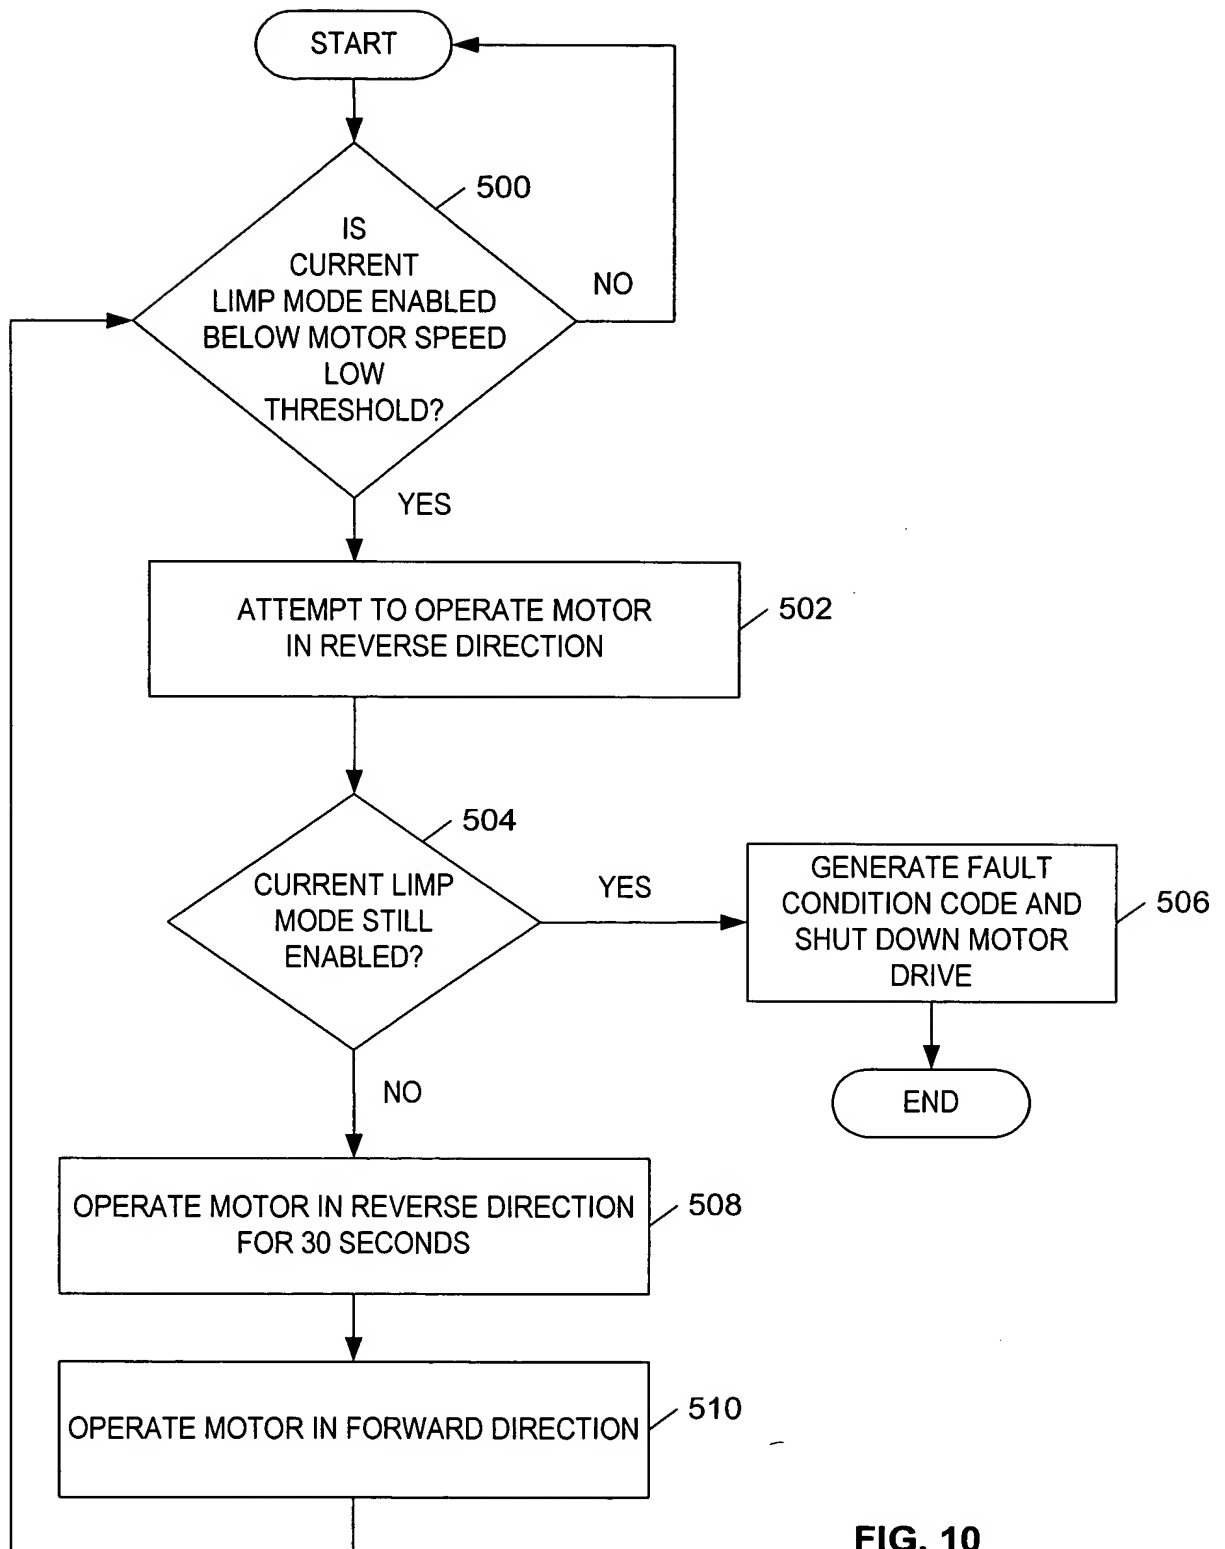 START
500
IS
CURRENT
LIMP MODE ENABLED
BELOW MOTOR SPEED
LOW
THRESHOLD?
NO
YES
ATTEMPT TO OPERATE MOTOR
IN REVERSE DIRECTION
502
504
CURRENT LIMP
MODE STILL
ENABLED?
YES
GENERATE FAULT
CONDITION CODE AND
SHUT DOWN MOTOR
DRIVE
506
END
NO
OPERATE MOTOR IN REVERSE DIRECTION
FOR 30 SECONDS
508
OPERATE MOTOR IN FORWARD DIRECTION
510
FIG. 10